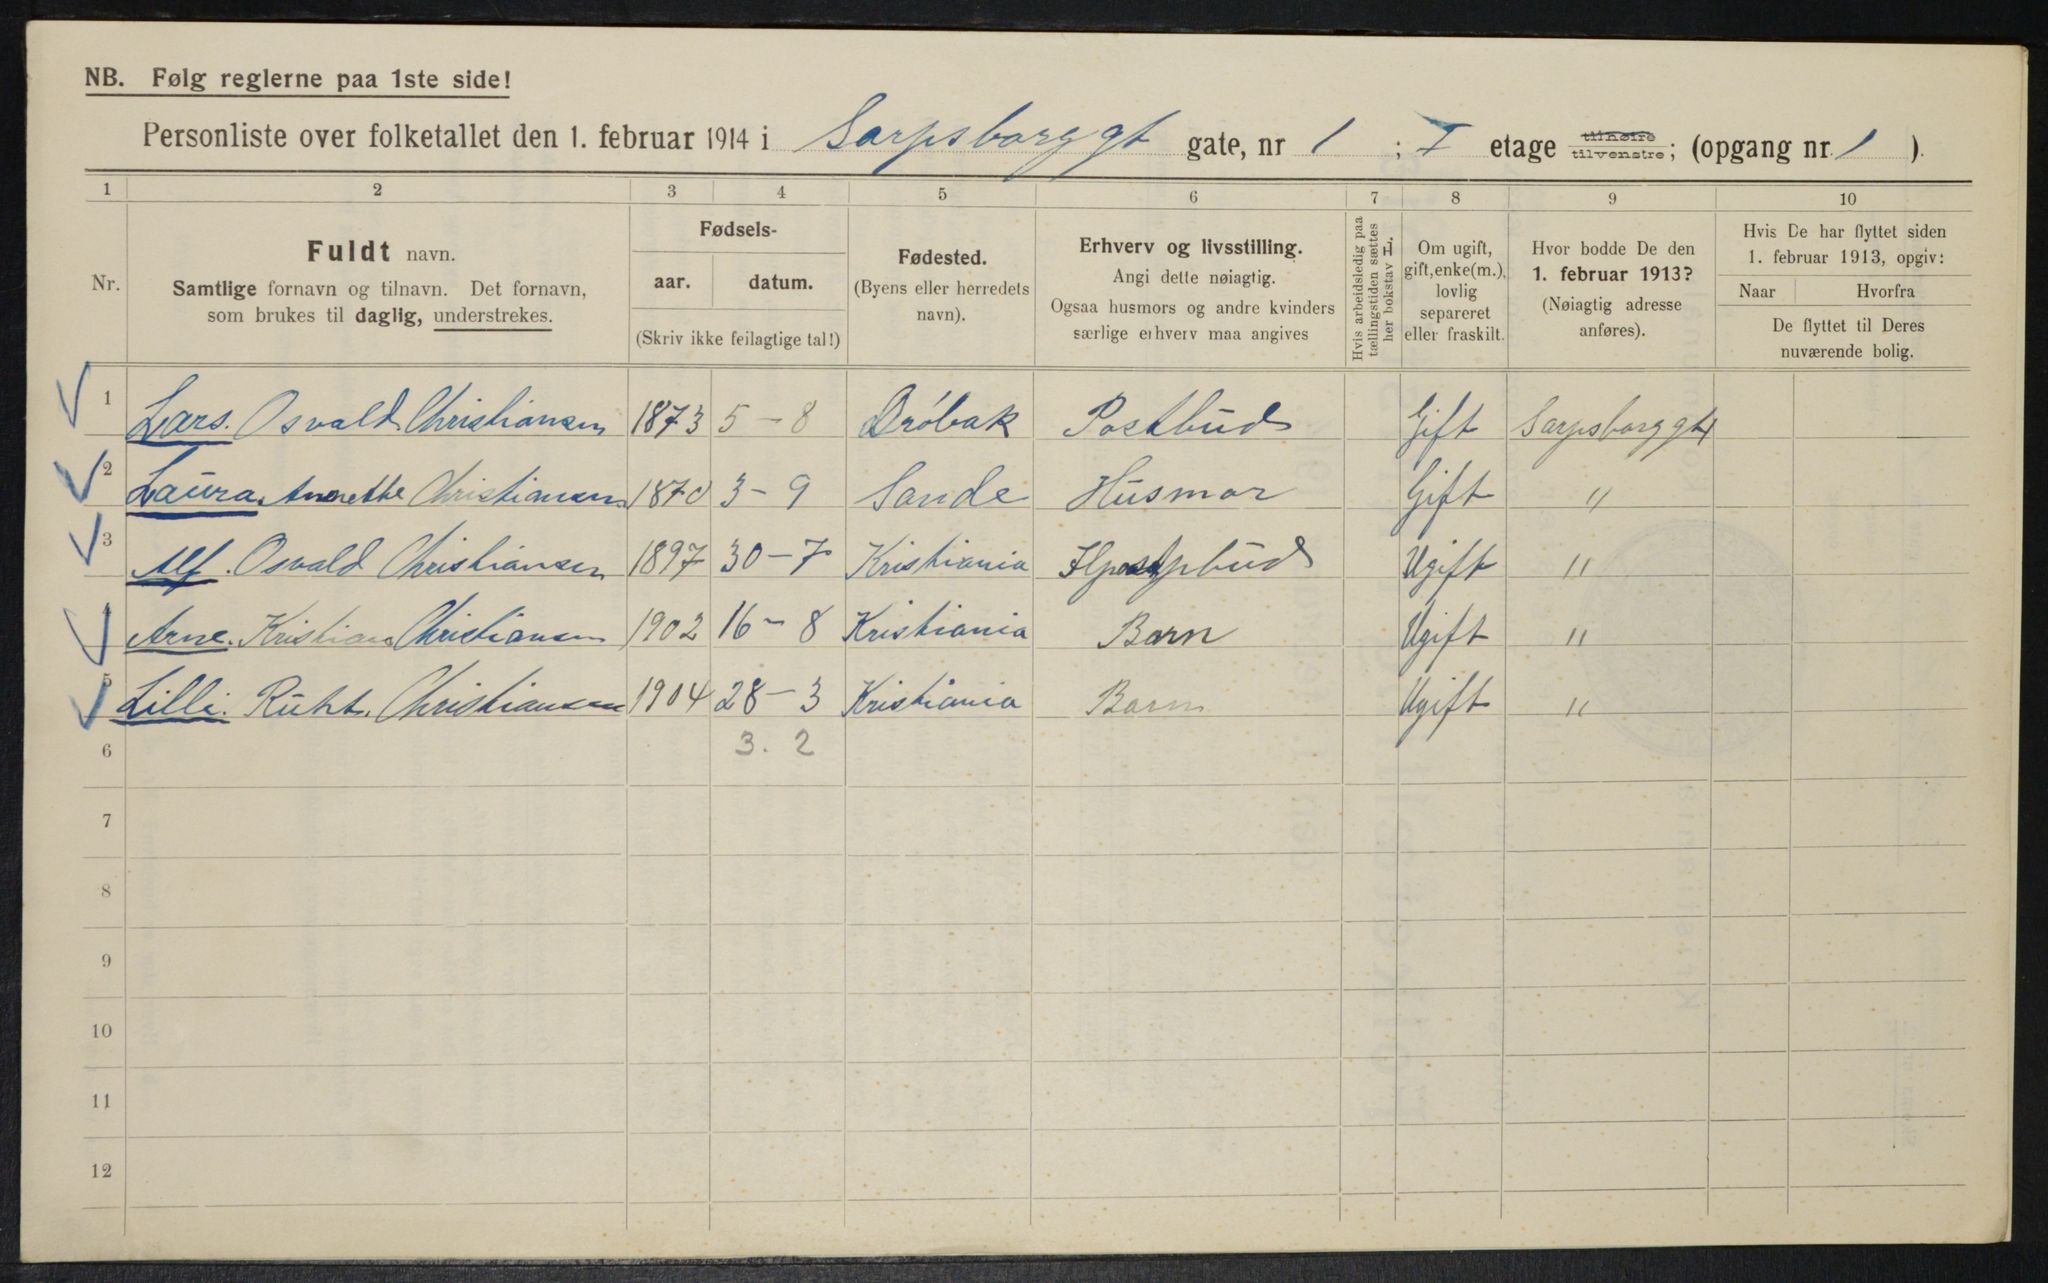 NB. Følg reglerne paa 1ste side!
Personliste over folketallet den 1. februar 1914 i Sarpsborggt gate, nr 1 ; I etage tilhøire tilvenstre; (opgang nr. 1 ).
1 2 3 4 5 6 7 8 9 10
Nr.
Fuldt navn.
Samtlige fornavn og tilnavn. Det fornavn,
som brukes til daglig, understrekes.
Fødsels-
aar. datum.
(Skriv ikke feilagtige tal!)
Fødested.
(Byens eller herredets
navn).
Erhverv og livsstilling.
Angi dette nøiagtig.
Ogsaa husmors og andre kvinders
særlige erhverv maa angives
Hvis arbeidsledig paa
tællingstiden sættes
her bokstav L.
Om ugift,
gift, enke(m.),
lovlig
separeret
eller fraskilt.
Hvor bodde De den
1. februar 1913?
(Nøiagtig adresse
anføres).
Hvis De har flyttet siden
1. februar 1913, opgiv:
Naar Hvorfra
De flyttet til Deres
nuværende bolig.
1 Lars. Osvald Christiansen 1873 5 - 8 Drøbak Postbud Gift Sarpsborggt 1
2 Laura. Annette Christiansen 1870 3 - 9 Sande Husmor Gift "
3 Alf. Osvald Christiansen 1897 30 - 7 Kristiania Ugift "
4 Arne. Kristian Christiansen 1902 16 - 8 Kristiania Barn Ugift "
5 Lilli. Ruht. Christiansen 1904 28 - 3 Kristiania Barn Ugift "
6 3. 2
7
8
9
10
11
12